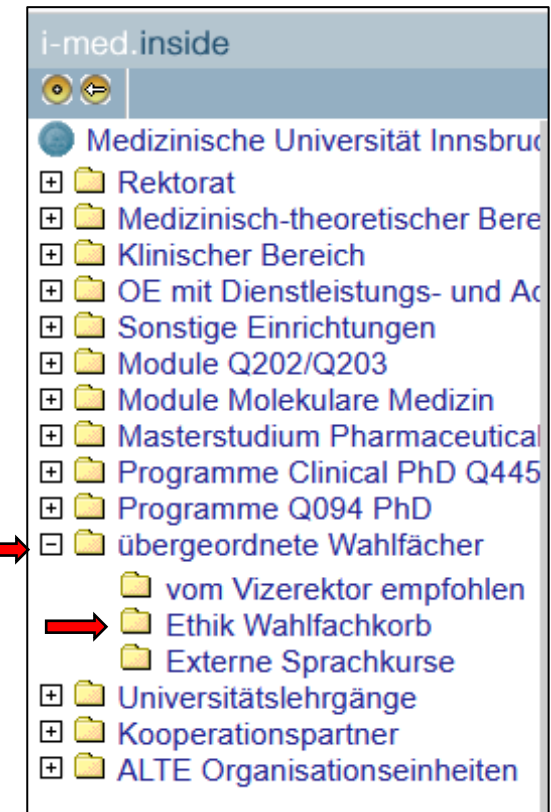 i-med.inside
Medizinische Universität Innsbruc
Rektorat
Medizinisch-theoretischer Bere
Klinischer Bereich
OE mit Dienstleistungs- und Ad
Sonstige Einrichtungen
Module Q202/Q203
Module Molekulare Medizin
Masterstudium Pharmaceutical
Programme Clinical PhD Q445
Programme Q094 PhD
übergeordnete Wahlfächer
vom Vizerektor empfohlen
Ethik Wahlfachkorb
Externe Sprachkurse
Universitätslehrgänge
Kooperationspartner
ALTE Organisationseinheiten